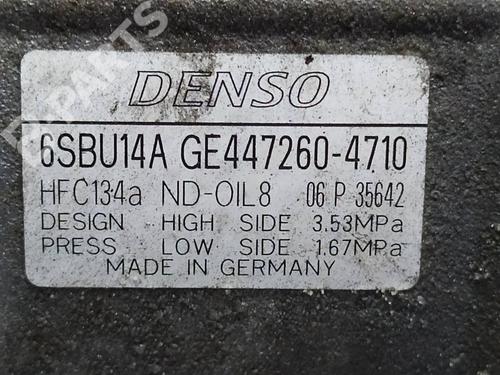 DENSO
6SBU14A GE447260-4710
HFC134a ND-OIL8 06 P 35642
DESIGN HIGH SIDE 3.53MPa
PRESS LOW SIDE 1.67MPa
MADE IN GERMANY